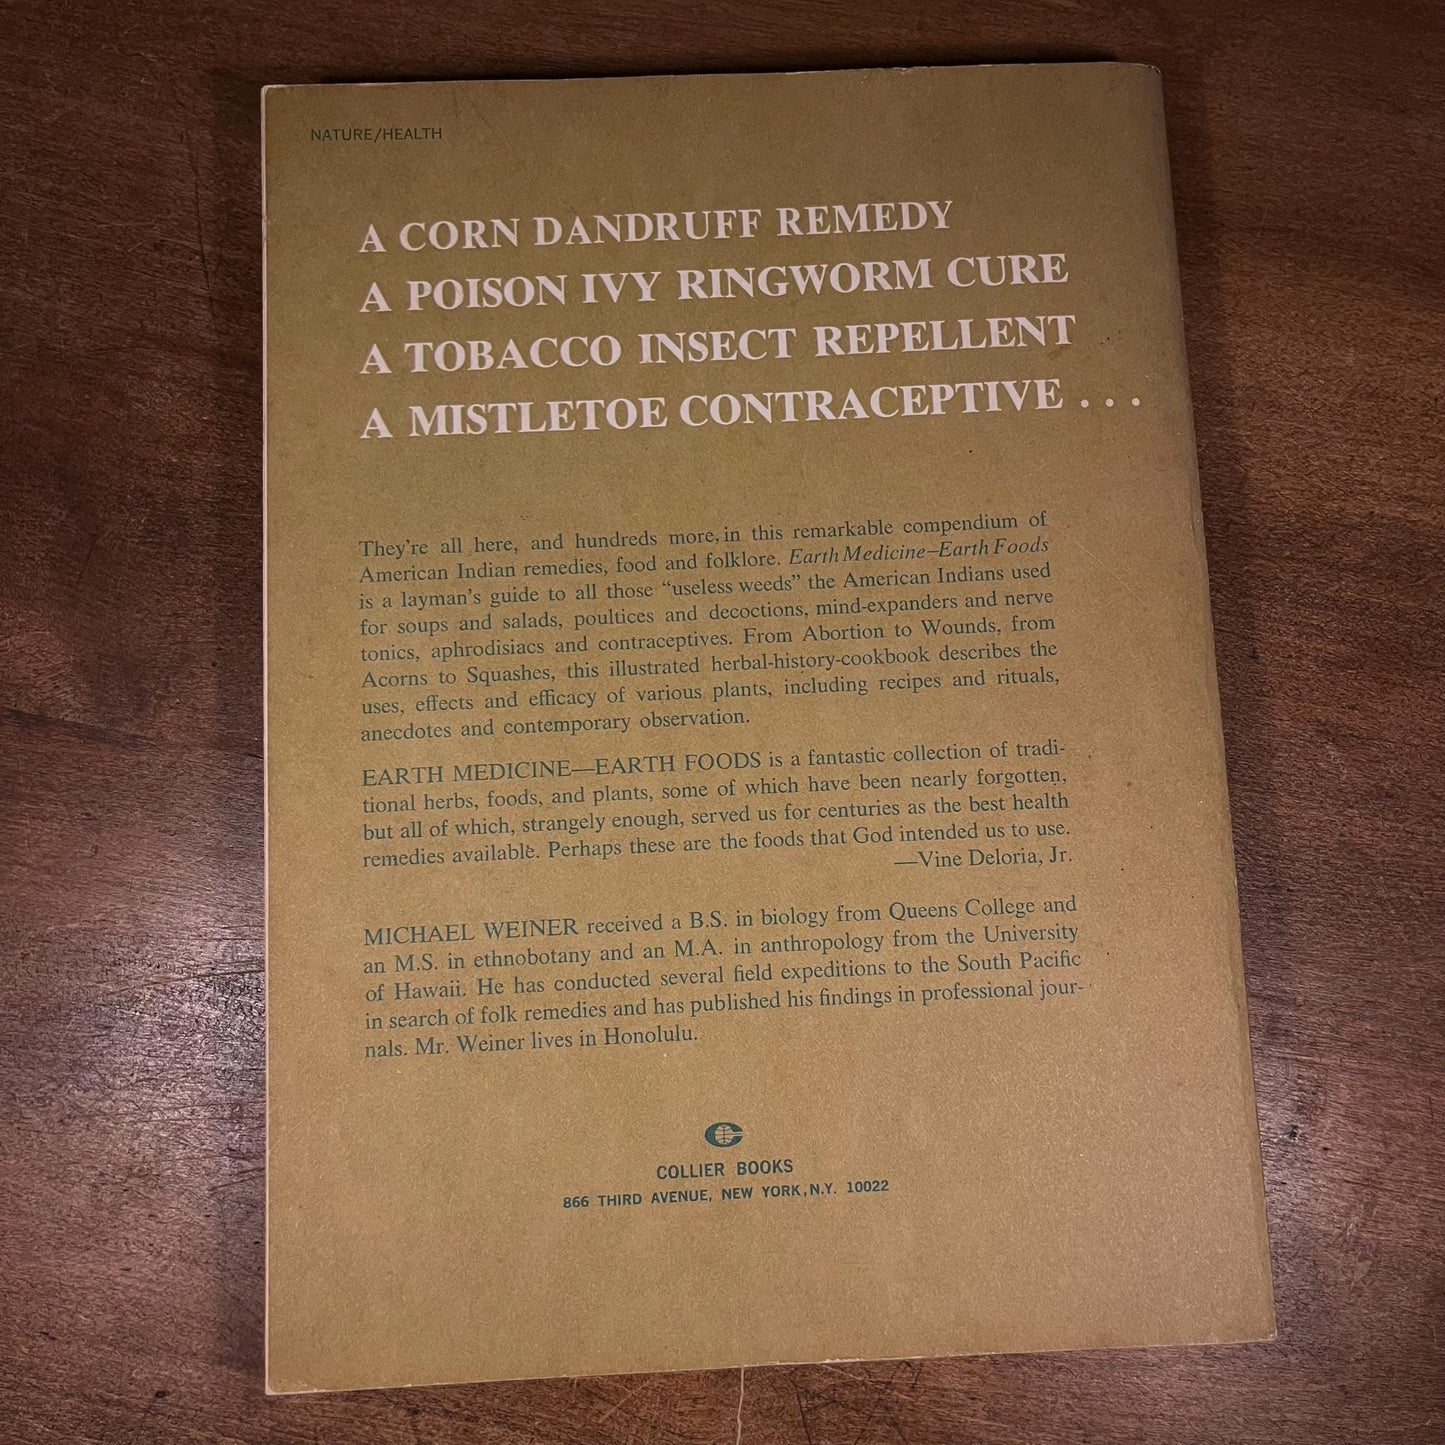 NATURE/HEALTH
A CORN DANDRUFF REMEDY
A POISON IVY RINGWORM CURE
A TOBACCO INSECT REPELLENT
A MISTLETOE CONTRACEPTIVE . . .
They're all here, and hundreds more, in this remarkable compendium of
American Indian remedies, food and folklore. Earth Medicine–Earth Foods
is a layman's guide to all those “useless weeds” the American Indians used
for soups and salads, poultices and decoctions, mind-expanders and nerve
tonics, aphrodisiacs and contraceptives. From Abortion to Wounds, from
Acorns to Squashes, this illustrated herbal-history-cookbook describes the
uses, effects and efficacy of various plants, including recipes and rituals,
anecdotes and contemporary observation.
EARTH MEDICINE—EARTH FOODS is a fantastic collection of tradi-
tional herbs, foods, and plants, some of which have been nearly forgotten,
but all of which, strangely enough, served us for centuries as the best health
remedies available. Perhaps these are the foods that God intended us to use.
—Vine Deloria, Jr.
MICHAEL WEINER received a B.S. in biology from Queens College and
an M.S. in ethnobotany and an M.A. in anthropology from the University
of Hawaii. He has conducted several field expeditions to the South Pacific
in search of folk remedies and has published his findings in professional jour-
nals. Mr. Weiner lives in Honolulu.
COLLIER BOOKS
866 THIRD AVENUE, NEW YORK, N.Y. 10022